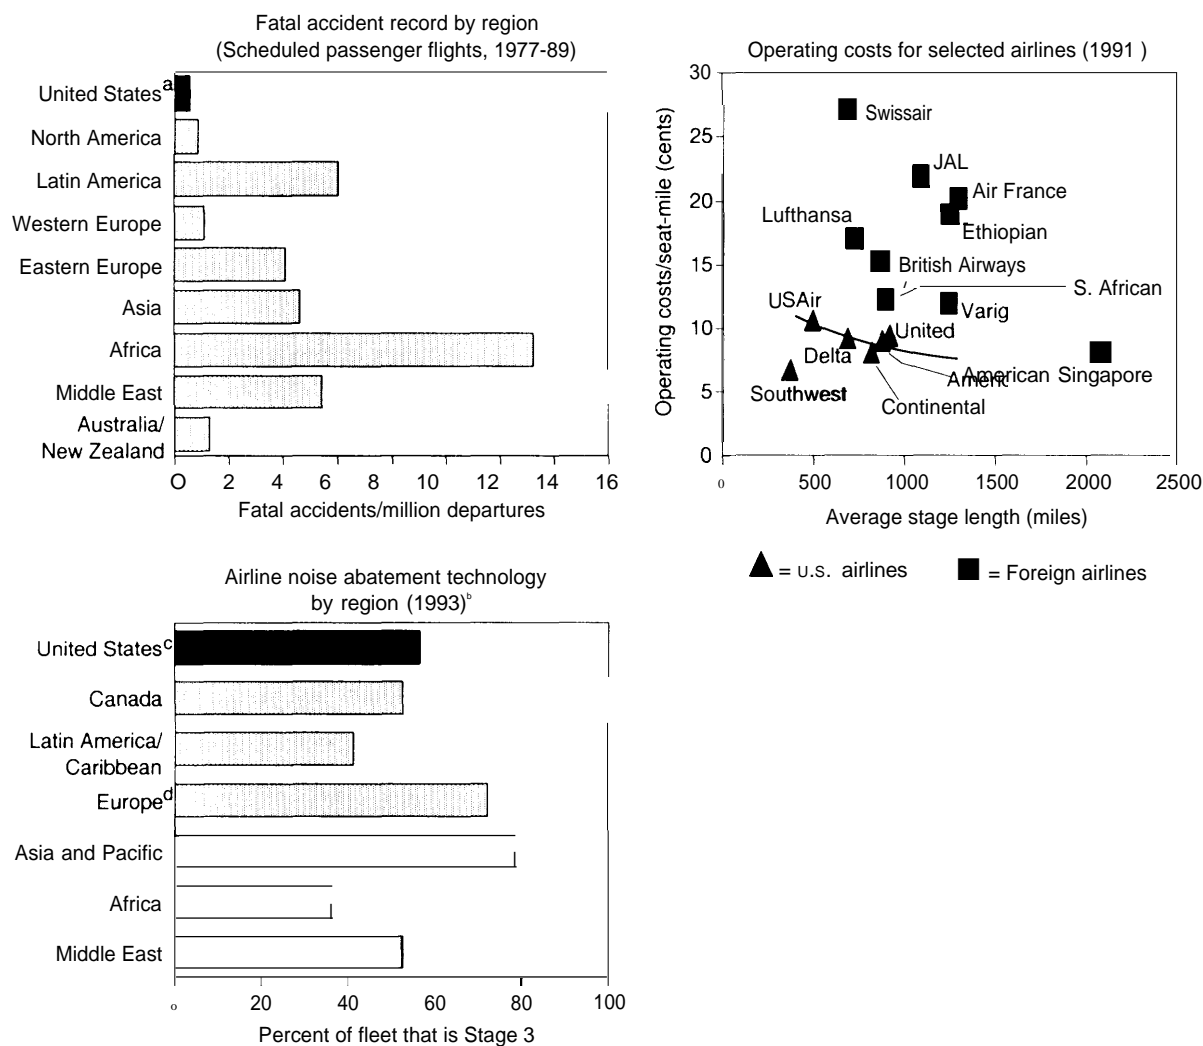 Fatal accident record by region
(Scheduled passenger flights, 1977-89)
United States a
North America
Latin America
Western Europe
Eastern Europe
Asia
Africa
Middle East
Australia/
New Zealand
O 2 4 6 8 10 12 14 16
Fatal accidents/million departures
Operating costs for selected airlines (1991 )
Operating costs/seat-mile (cents)
30
25
20
15
10
5
0
Swissair
JAL
Air France
Lufthansa
Ethiopian
British Airways
S. African
USAir
Varig
United
Delta
American Singapore
Southwest
Continental
0 500 1000 1500 2000 2500
Average stage length (miles)
= U.S. airlines
= Foreign airlines
Airline noise abatement technology
by region (1993) b
United States c
Canada
Latin America/
Caribbean
Europe d
Asia and Pacific
Africa
Middle East
o 20 40 60 80 100
Percent of fleet that is Stage 3